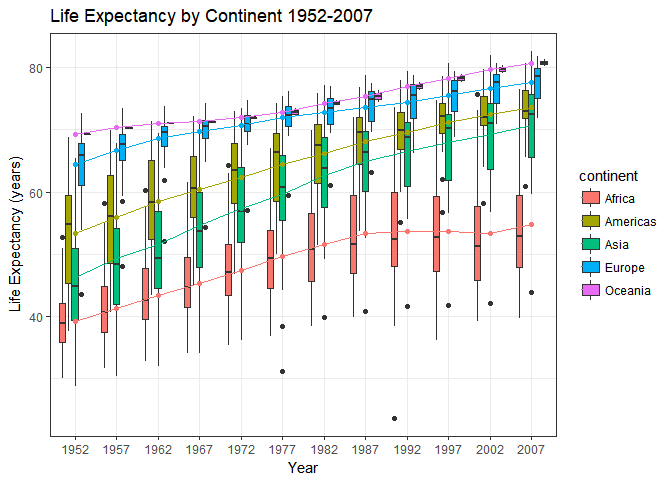 Life Expectancy by Continent 1952-2007
Life Expectancy (years)
80
60
40
1952 1957 1962 1967 1972 1977 1982 1987 1992 1997 2002 2007
Year
continent
Africa
Americas
Asia
Europe
Oceania